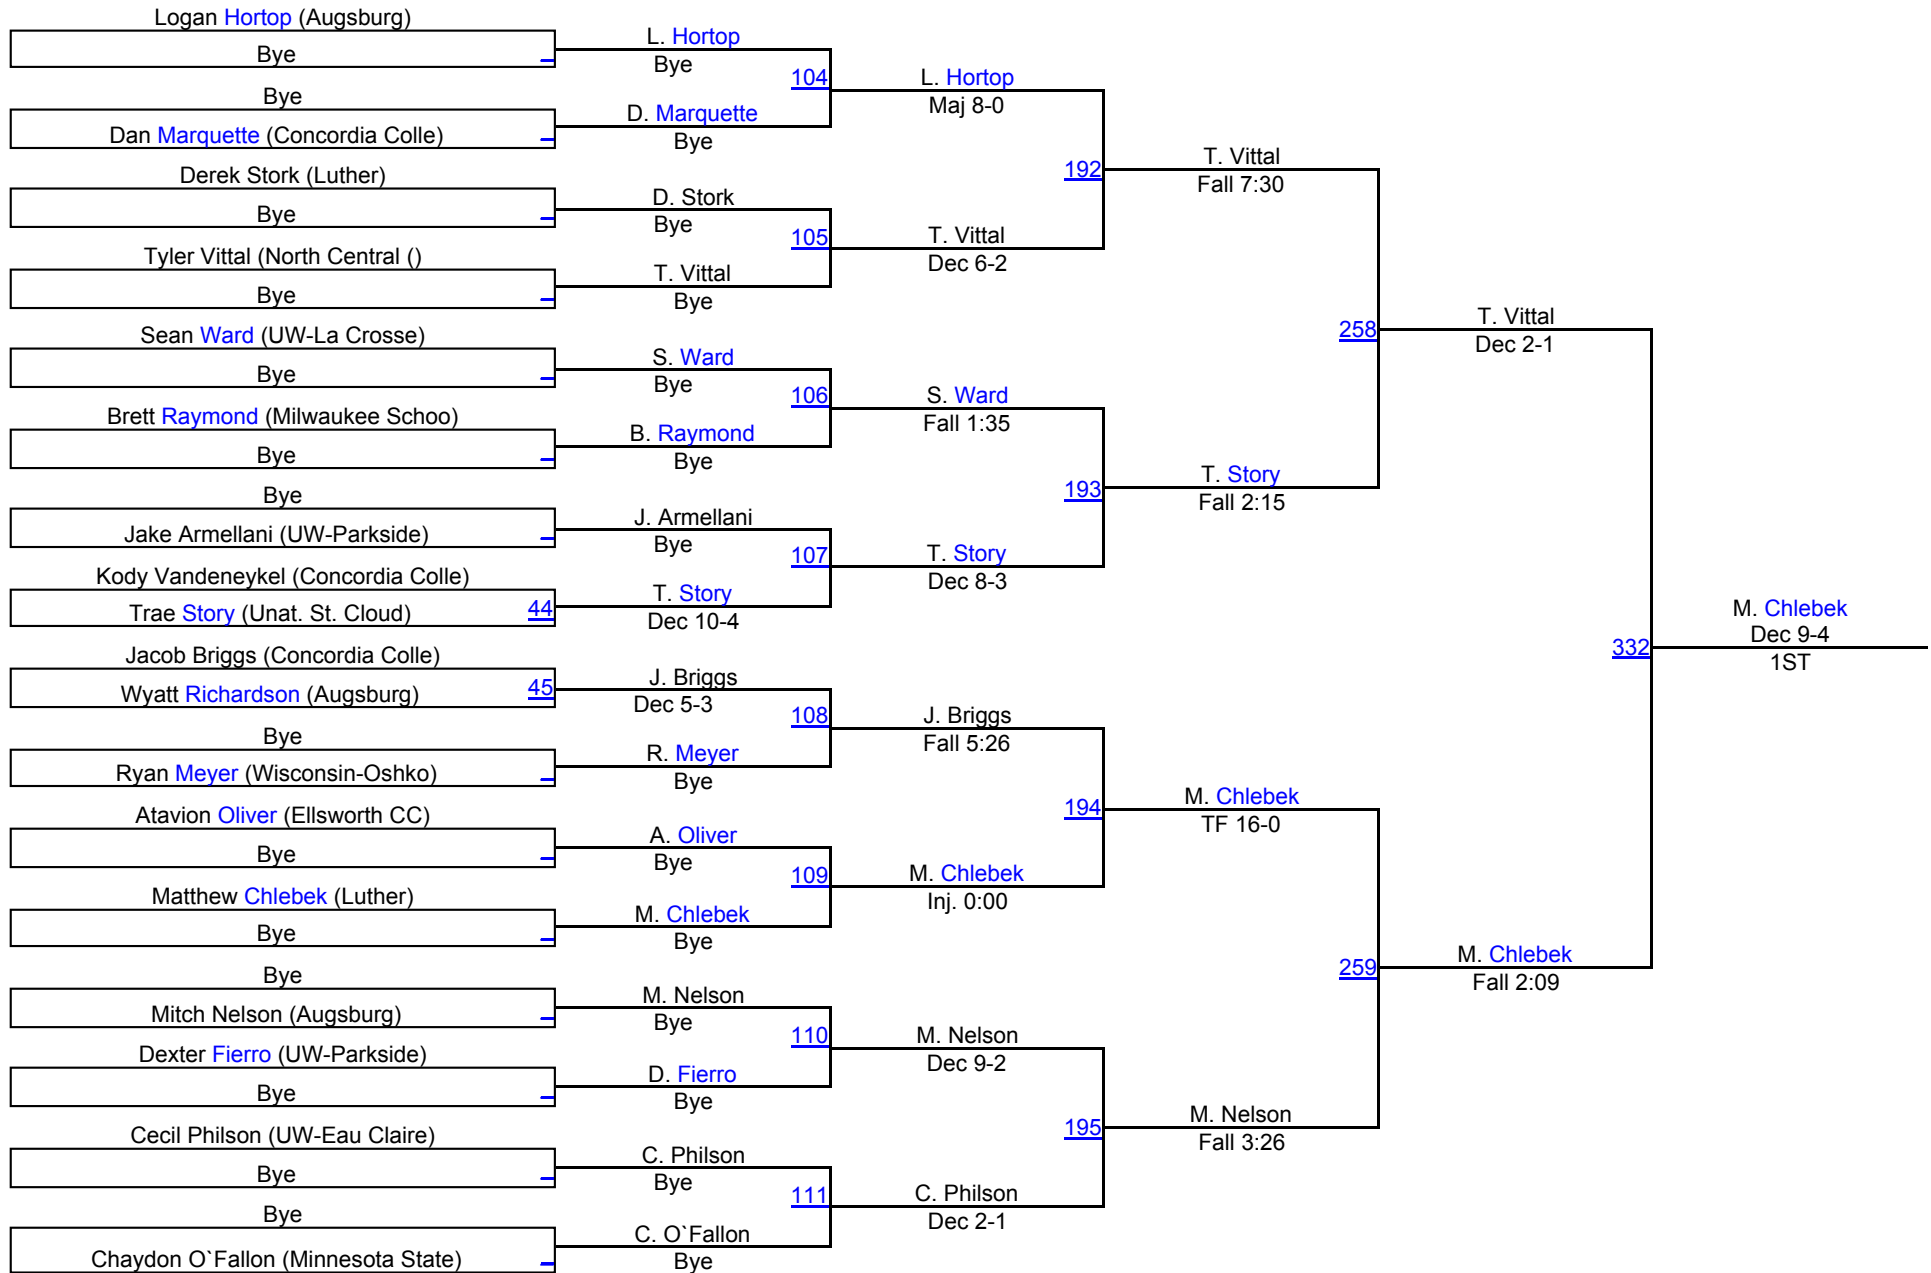 Logan Hortop (Augsburg)
Bye
Bye
Dan Marquette (Concordia Colle)
Derek Stork (Luther)
Bye
Tyler Vittal (North Central ()
Bye
Sean Ward (UW-La Crosse)
Bye
Brett Raymond (Milwaukee Schoo)
Bye
Bye
Jake Armellani (UW-Parkside)
Kody Vandeneykel (Concordia Colle)
Trae Story (Unat. St. Cloud) 44
Jacob Briggs (Concordia Colle)
Wyatt Richardson (Augsburg) 45
Bye
Ryan Meyer (Wisconsin-Oshko)
Atavion Oliver (Ellsworth CC)
Bye
Matthew Chlebek (Luther)
Bye
Bye
Mitch Nelson (Augsburg)
Dexter Fierro (UW-Parkside)
Bye
Cecil Philson (UW-Eau Claire)
Bye
Bye
Chaydon O`Fallon (Minnesota State)
L. Hortop
Bye
104
D. Marquette
Bye
D. Stork
Bye
105
T. Vittal
Bye
S. Ward
Bye
106
B. Raymond
Bye
J. Armellani
Bye
107
T. Story
Dec 10-4
J. Briggs
Dec 5-3
108
R. Meyer
Bye
A. Oliver
Bye
109
M. Chlebek
Bye
M. Nelson
Bye
110
D. Fierro
Bye
C. Philson
Bye
111
C. O`Fallon
Bye
L. Hortop
Maj 8-0
192
T. Vittal
Dec 6-2
S. Ward
Fall 1:35
193
T. Story
Dec 8-3
J. Briggs
Fall 5:26
194
M. Chlebek
Inj. 0:00
M. Nelson
Dec 9-2
195
C. Philson
Dec 2-1
T. Vittal
Fall 7:30
258
T. Story
Fall 2:15
M. Chlebek
TF 16-0
259
M. Nelson
Fall 3:26
T. Vittal
Dec 2-1
332
M. Chlebek
Fall 2:09
M. Chlebek
Dec 9-4
1ST